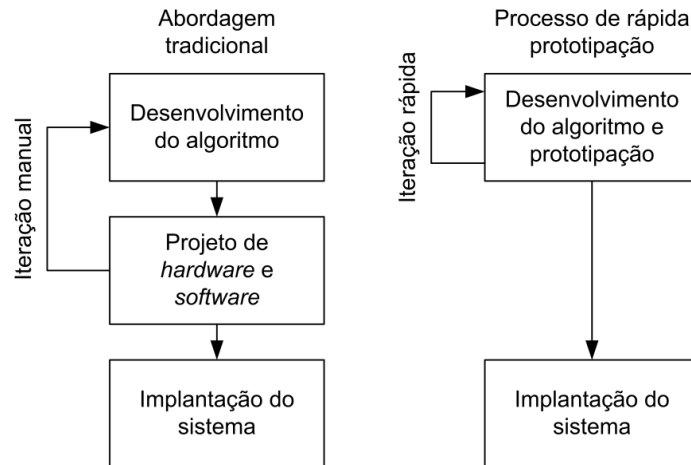 Abordagem
tradicional
Desenvolvimento
do algoritmo
Iteração manual
Projeto de
hardware e
software
Implantação do
sistema
Processo de rápida
prototipação
Iteração rápida
Desenvolvimento
do algoritmo e
prototipação
Implantação do
sistema